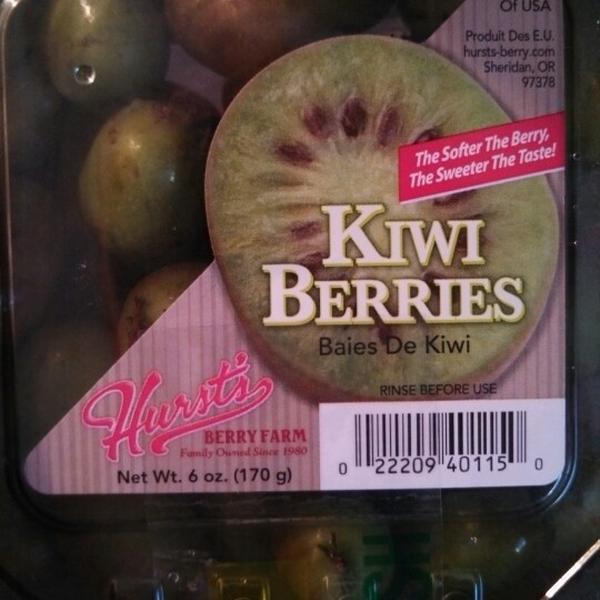 Of USA
Produit Des E.U.
hursts-berry.com
Sheridan, OR
97378
The Softer The Berry,
The Sweeter The Taste!
KIWI
BERRIES
Baies De Kiwi
RINSE BEFORE USE
Hurst's
BERRY FARM
Family Owned Since 1980
Net Wt. 6 oz. (170 g)
0 22209 40115 0